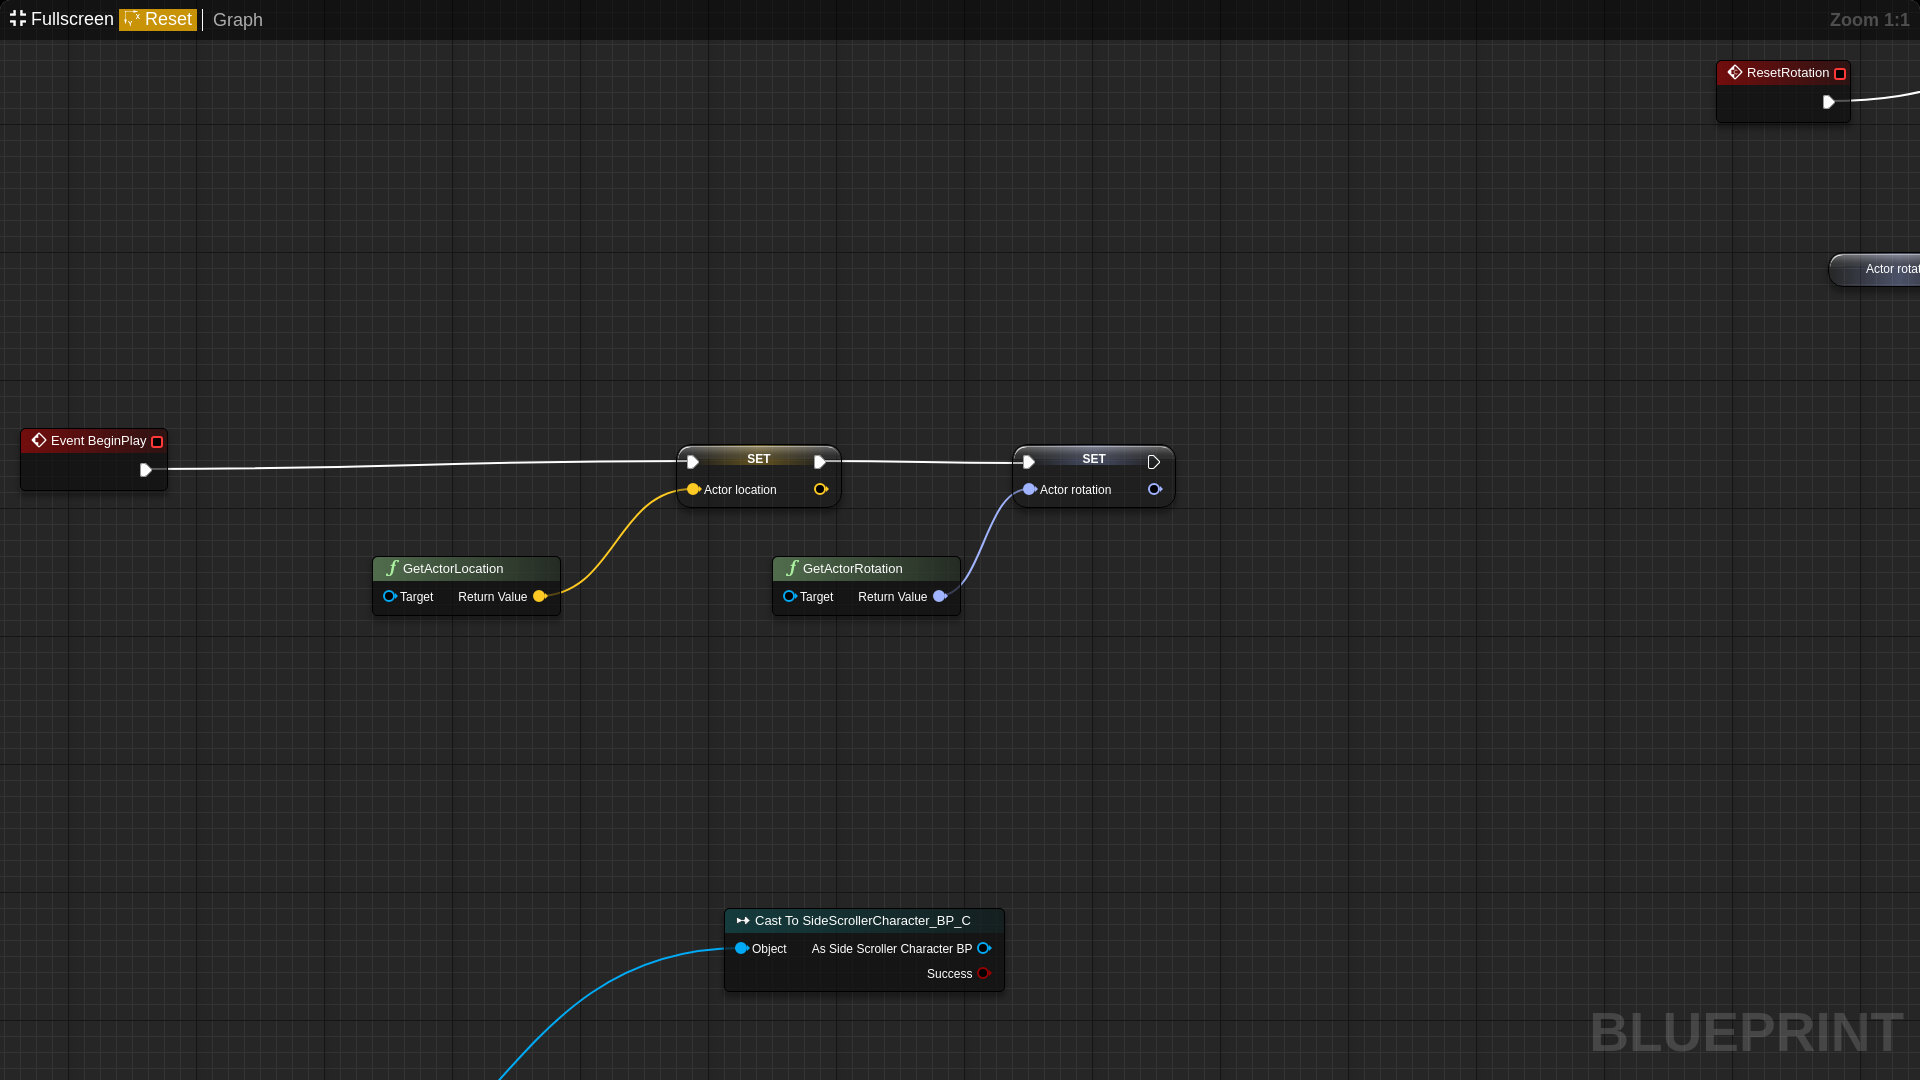 Fullscreen Reset Graph Zoom 1:1
ResetRotation
Actor rotat
Event BeginPlay
SET
Actor location
SET
Actor rotation
GetActorLocation
Target Return Value
GetActorRotation
Target Return Value
Cast To SideScrollerCharacter_BP_C
Object As Side Scroller Character BP
Success
BLUEPRINT